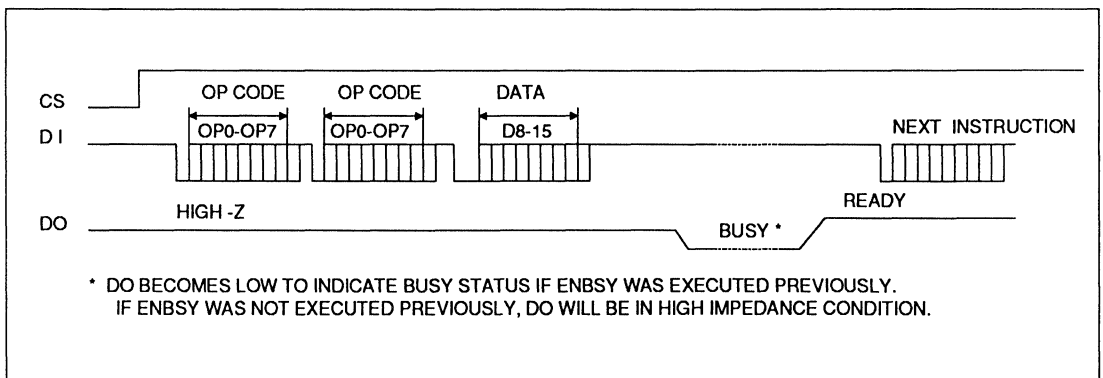 OP CODE OP CODE DATA
CS
OP0-OP7 OP0-OP7 D8-15
D I
NEXT INSTRUCTION
HIGH -Z
READY
DO
BUSY *
* DO BECOMES LOW TO INDICATE BUSY STATUS IF ENBSY WAS EXECUTED PREVIOUSLY.
IF ENBSY WAS NOT EXECUTED PREVIOUSLY, DO WILL BE IN HIGH IMPEDANCE CONDITION.